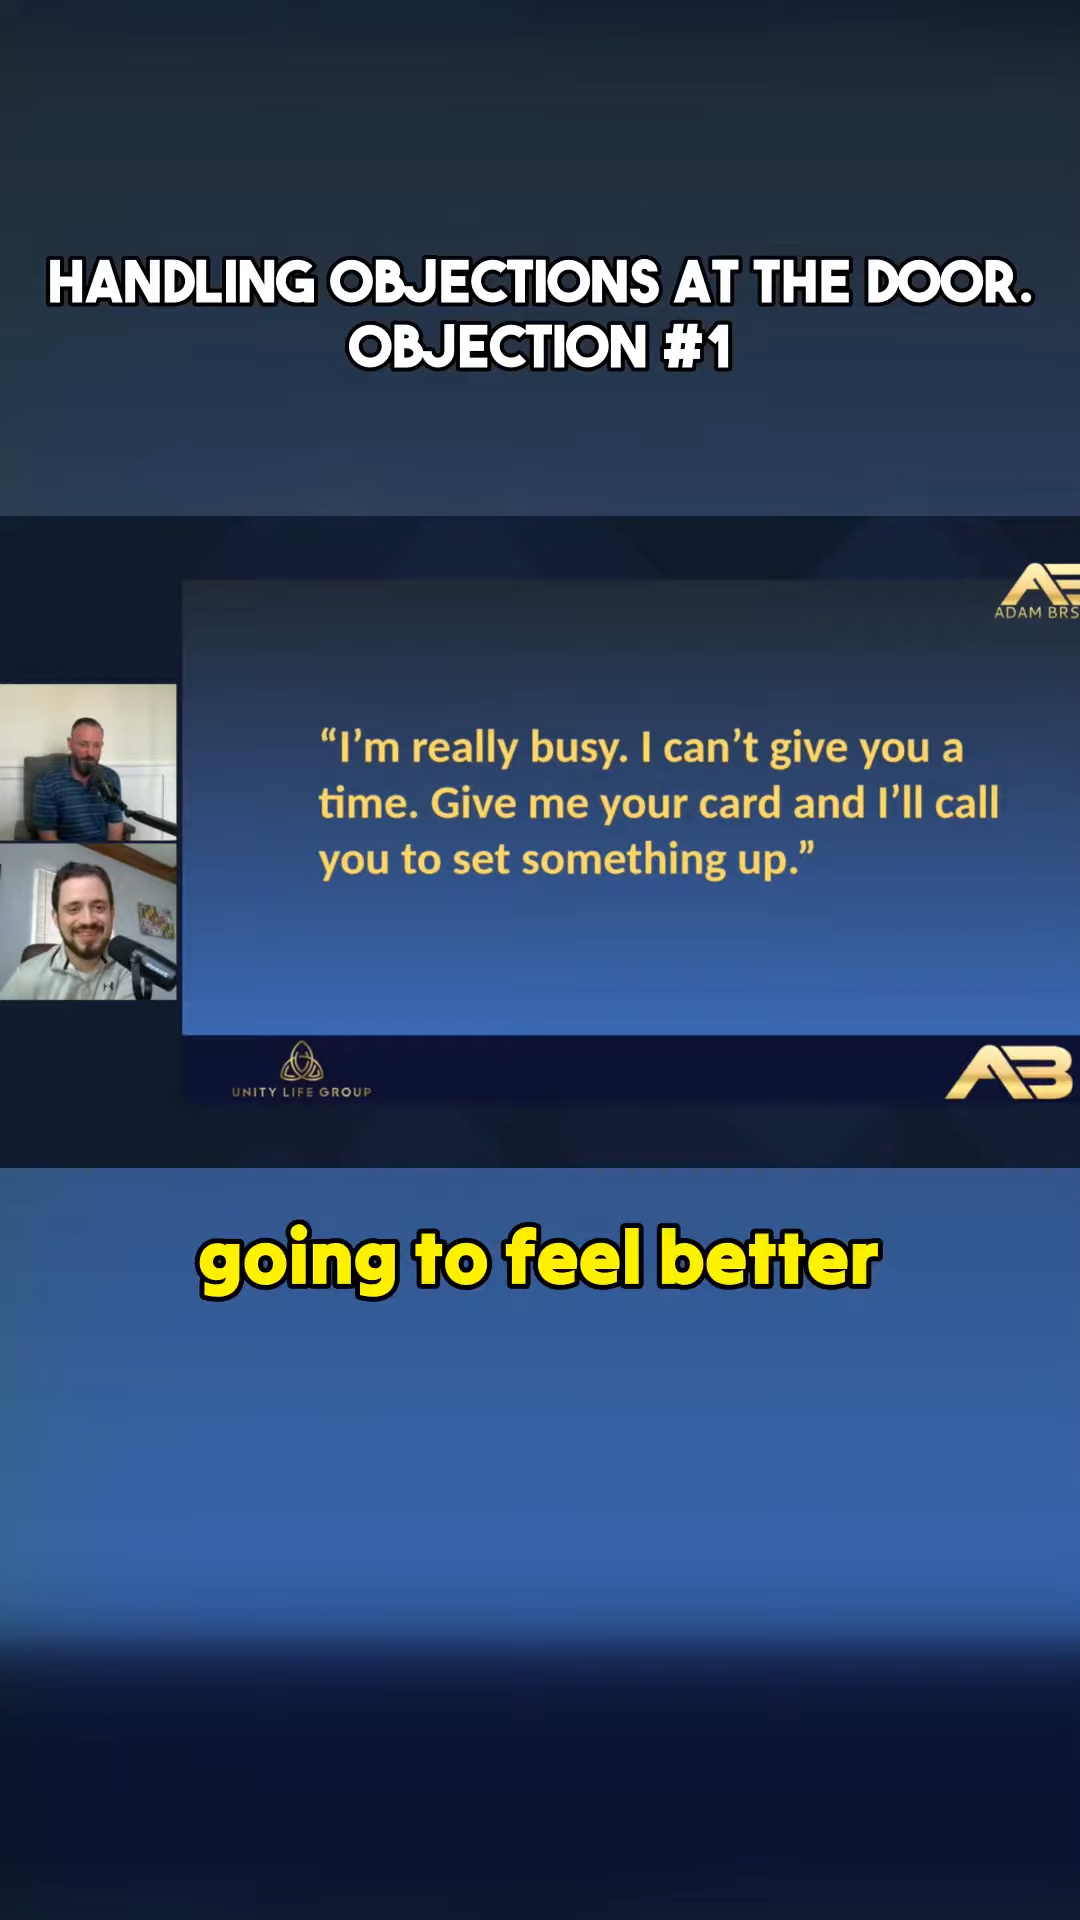 HANDLING OBJECTIONS AT THE DOOR.
OBJECTION #1
AB
ADAM BRS
“I’m really busy. I can’t give you a
time. Give me your card and I’ll call
you to set something up.”
UNITY LIFE GROUP
AB
going to feel better